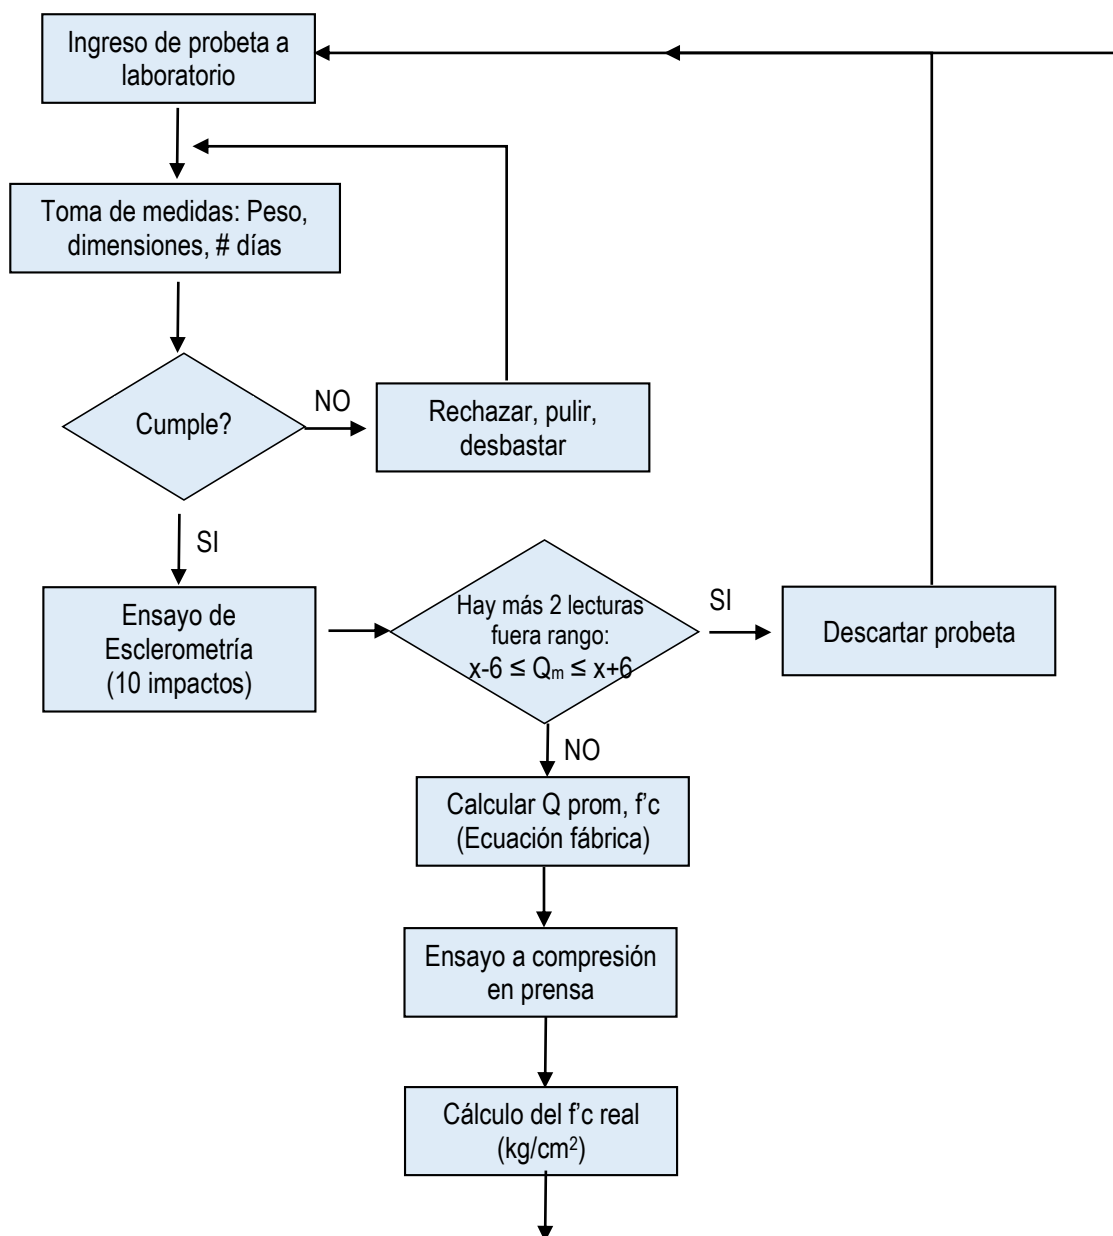 Ingreso de probeta a
laboratorio
Toma de medidas: Peso,
dimensiones, # días
Cumple?
NO
Rechazar, pulir,
desbastar
SI
Ensayo de
Esclerometría
(10 impactos)
Hay más 2 lecturas
fuera rango:
x-6 ≤ Qₘ ≤ x+6
SI
Descartar probeta
NO
Calcular Q prom, f’c
(Ecuación fábrica)
Ensayo a compresión
en prensa
Cálculo del f’c real
(kg/cm²)